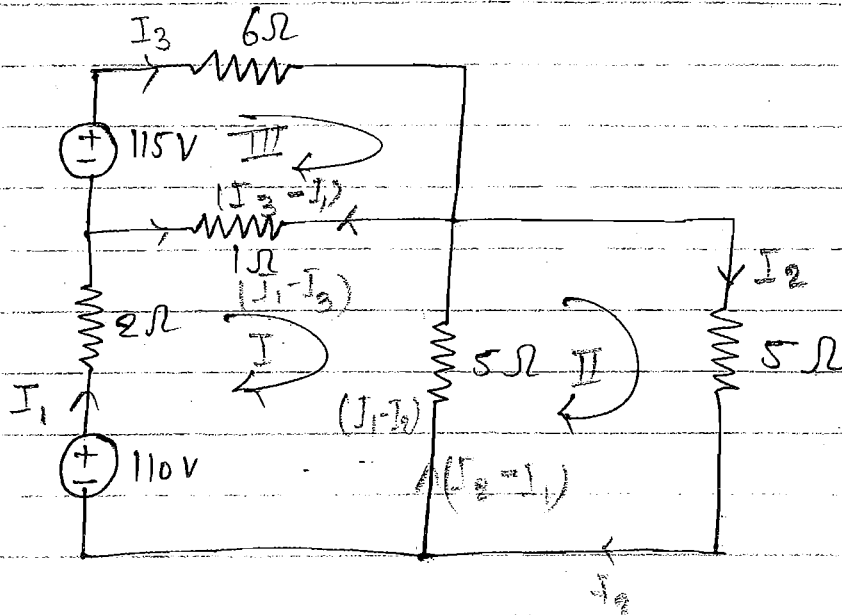 I₃ 6Ω
+
-
115V III
(I₃-I₁)
1Ω
(I₁-I₃)
I₂
2Ω I
5Ω II 5Ω
I₁
(I₁-I₂)
+
-
110V
(I₂-I₁)
I₂